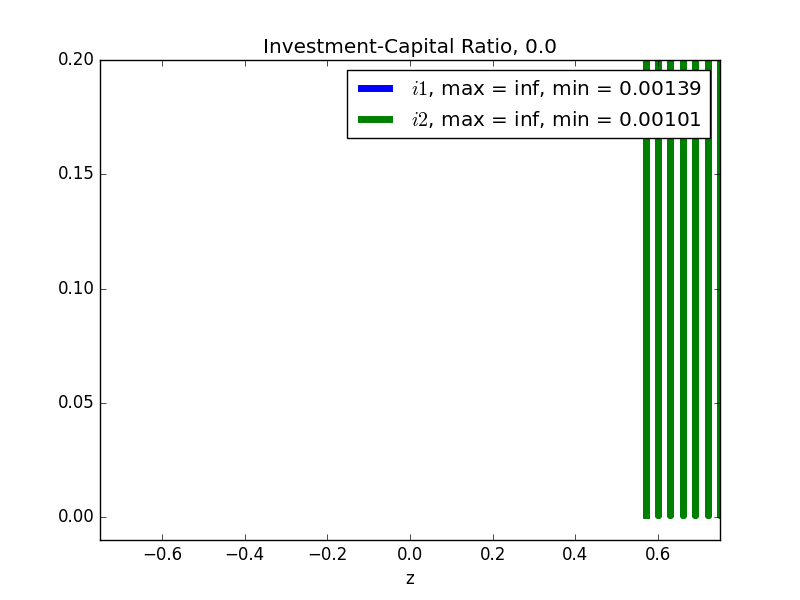 Investment-Capital Ratio, 0.0
0.20
i1, max = inf, min = 0.00139
i2, max = inf, min = 0.00101
0.15
0.10
0.05
0.00
−0.6 −0.4 −0.2 0.0 0.2 0.4 0.6
z